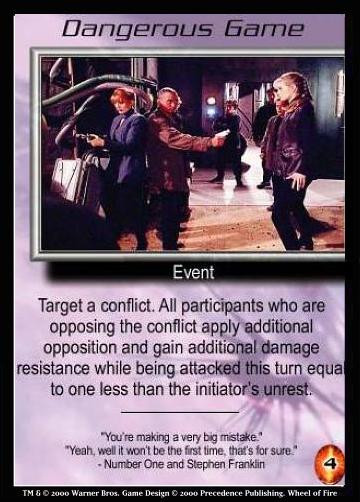 Dangerous Game
Event
Target a conflict. All participants who are
opposing the conflict apply additional
opposition and gain additional damage
resistance while being attacked this turn equal
to one less than the initiator's unrest.
"You're making a very big mistake."
"Yeah, well it won't be the first time, that's for sure."
- Number One and Stephen Franklin
4
TM & © 2000 Warner Bros. Game Design © 2000 Precedence Publishing. Wheel of Fire